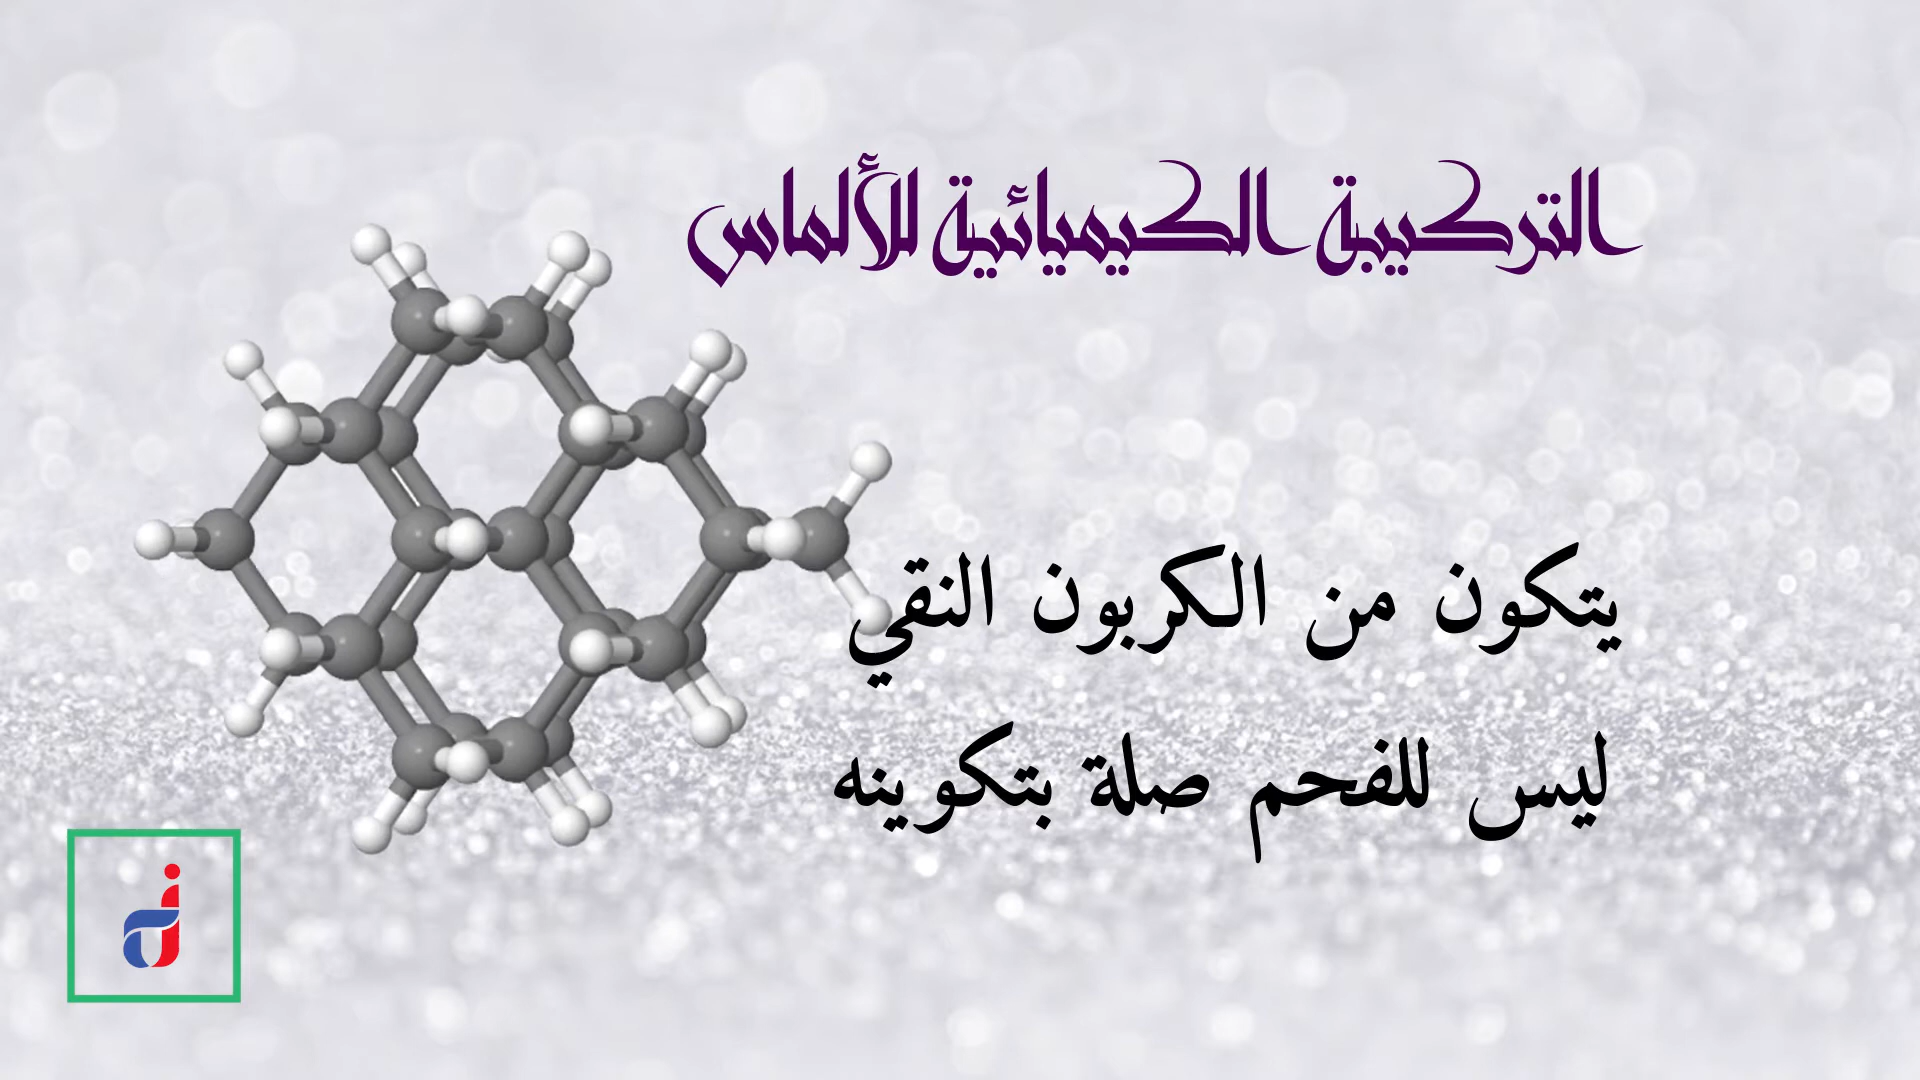 التركيبة الكيميائية للألماس
يتكون من الكربون النقي
ليس للفحم صلة بتكوينه